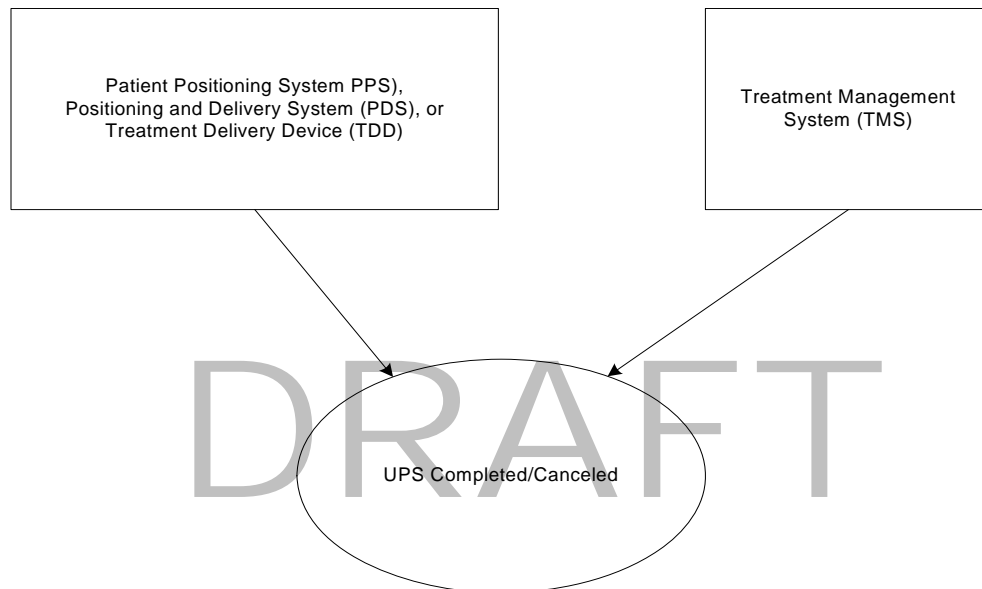 Patient Positioning System PPS),
Positioning and Delivery System (PDS), or
Treatment Delivery Device (TDD)
Treatment Management
System (TMS)
DRAFT
UPS Completed/Canceled